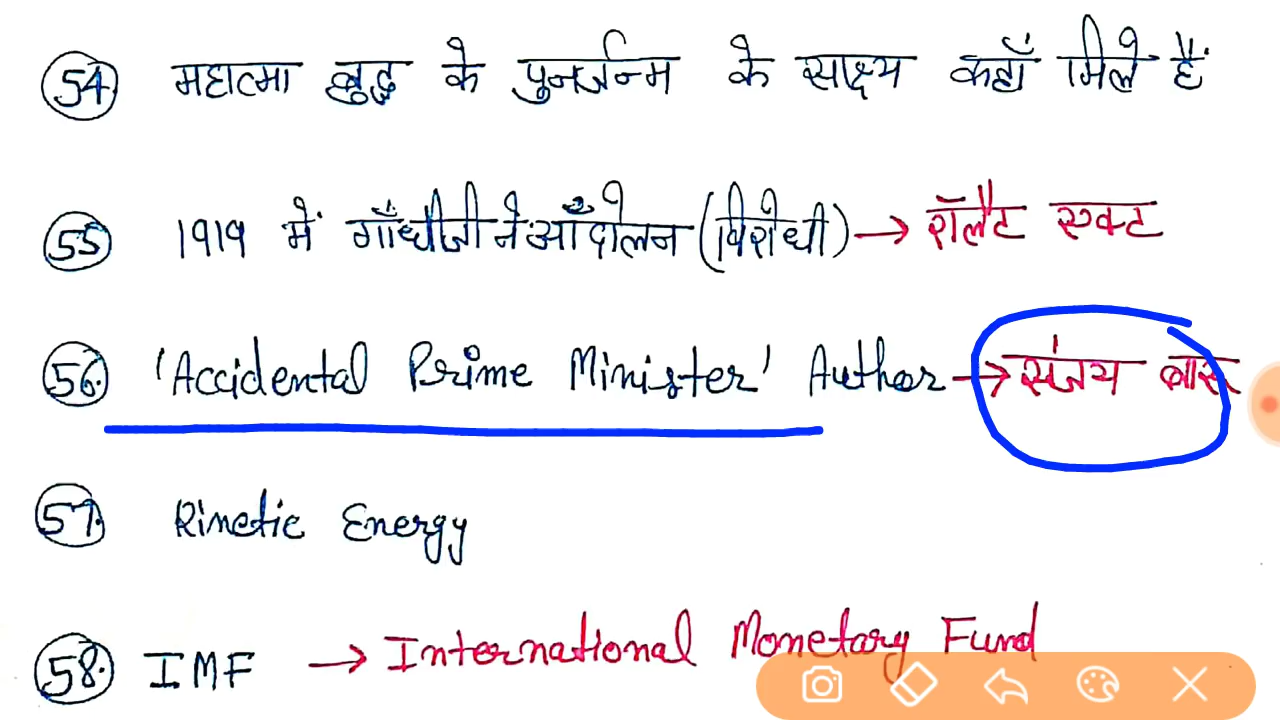 54. महात्मा बुद्ध के पुनर्जन्म के साक्ष्य कहाँ मिले हैं
55 1919 में गाँधीजी ने आँदोलन (विरोधी) → रॉलैट एक्ट
56. 'Accidental Prime Minister' Author → संजय बारू
57. Kinetic Energy
58. IMF → International Monetary Fund